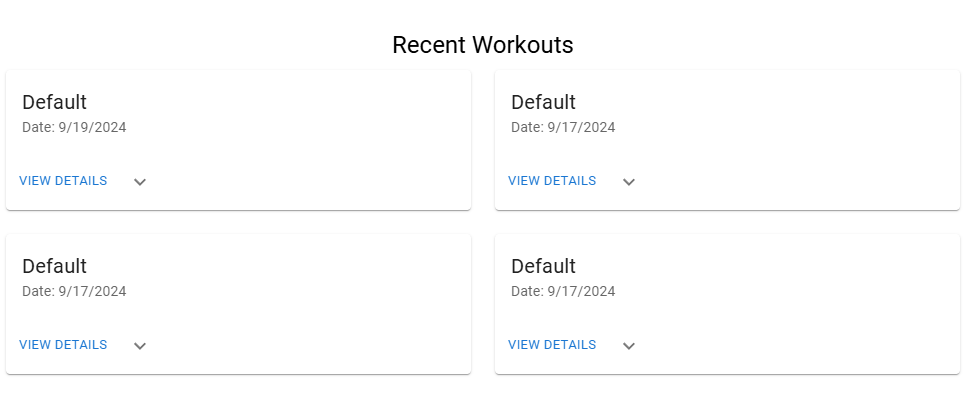 Recent Workouts
Default
Date: 9/19/2024
VIEW DETAILS
Default
Date: 9/17/2024
VIEW DETAILS
Default
Date: 9/17/2024
VIEW DETAILS
Default
Date: 9/17/2024
VIEW DETAILS